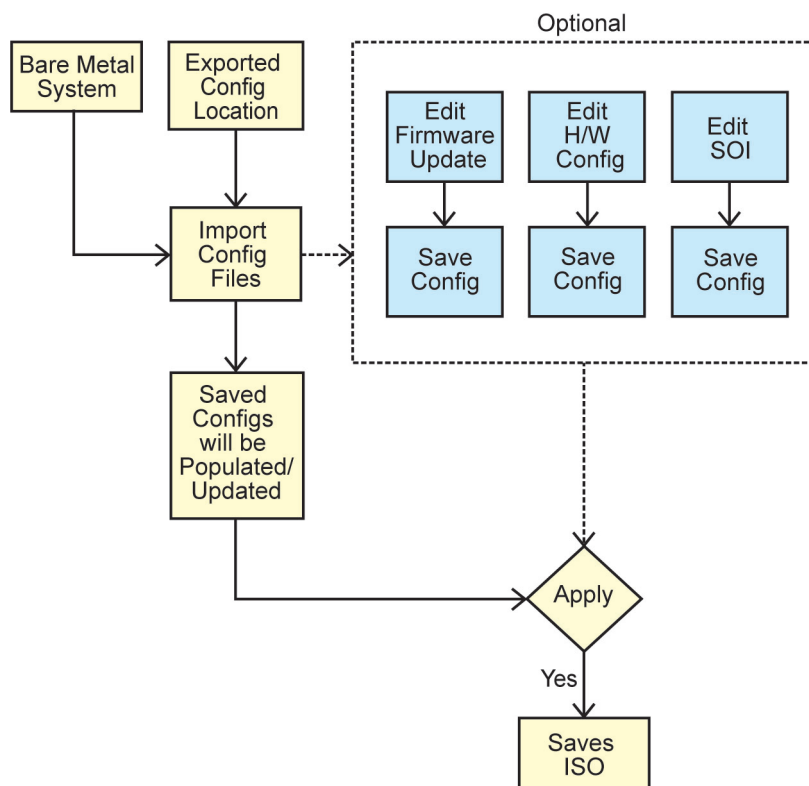 Optional
Bare Metal
System
Exported
Config
Location
Edit
Firmware
Update
Edit
H/W
Config
Edit
SOI
Import
Config
Files
Save
Config
Save
Config
Save
Config
Saved
Configs
will be
Populated/
Updated
Apply
Yes
Saves
ISO